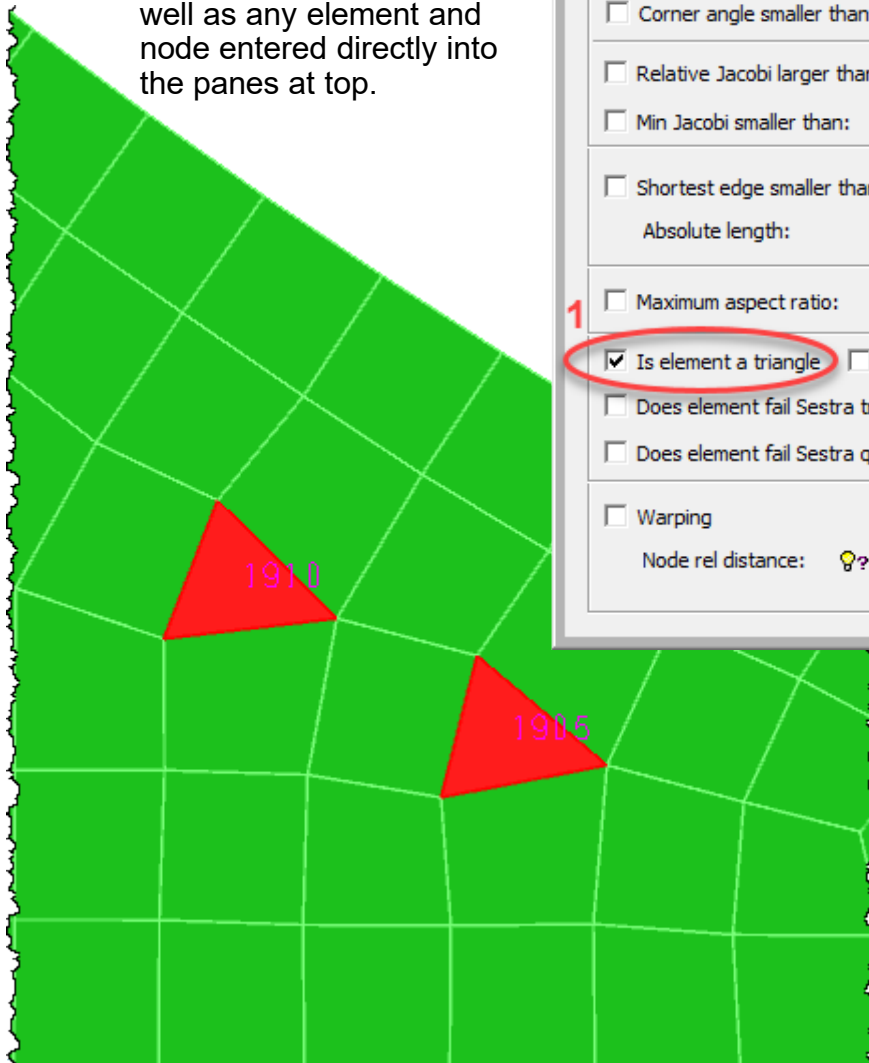 well as any element and
node entered directly into
the panes at top.
Corner angle smaller than
Relative Jacobi larger than
Min Jacobi smaller than:
Shortest edge smaller than
Absolute length:
1
Maximum aspect ratio:
Is element a triangle
Does element fail Sestra
Does element fail Sestra
Warping
Node rel distance: ?
1910
1905